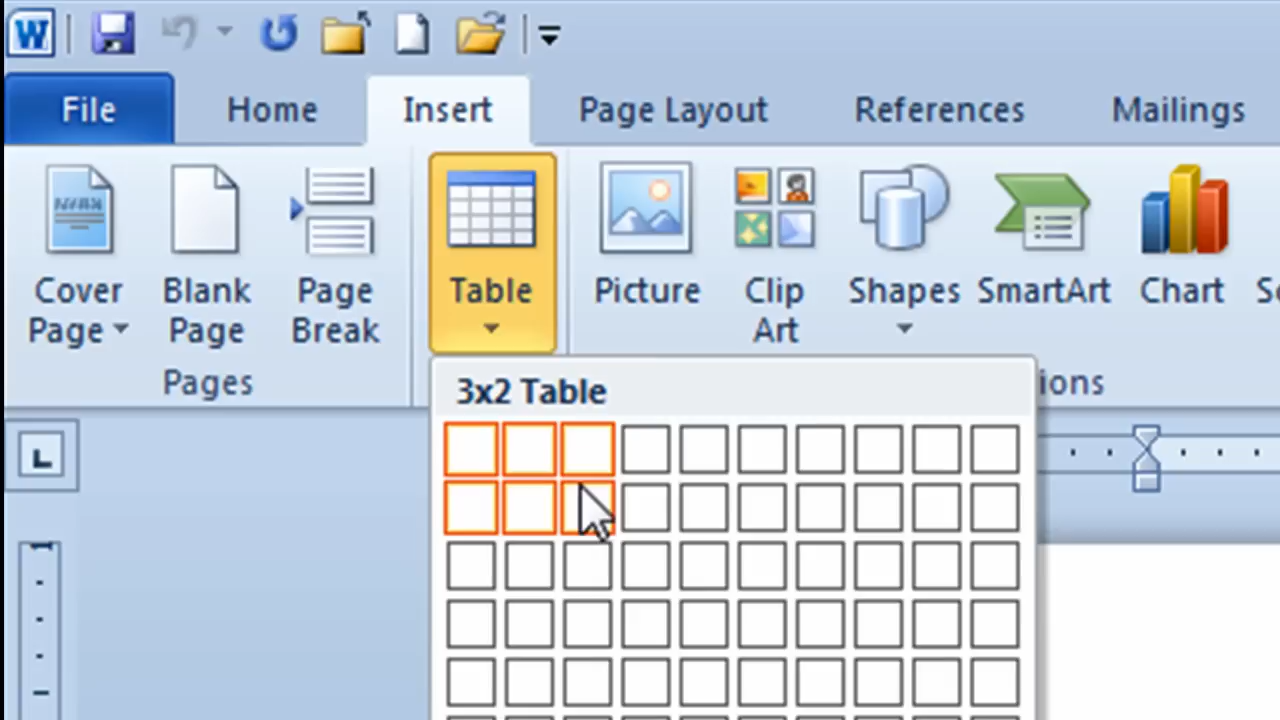 W
File Home Insert Page Layout References Mailings
Cover Page
Blank Page
Page Break
Table
Picture
Clip Art
Shapes
SmartArt
Chart
Pages
3x2 Table